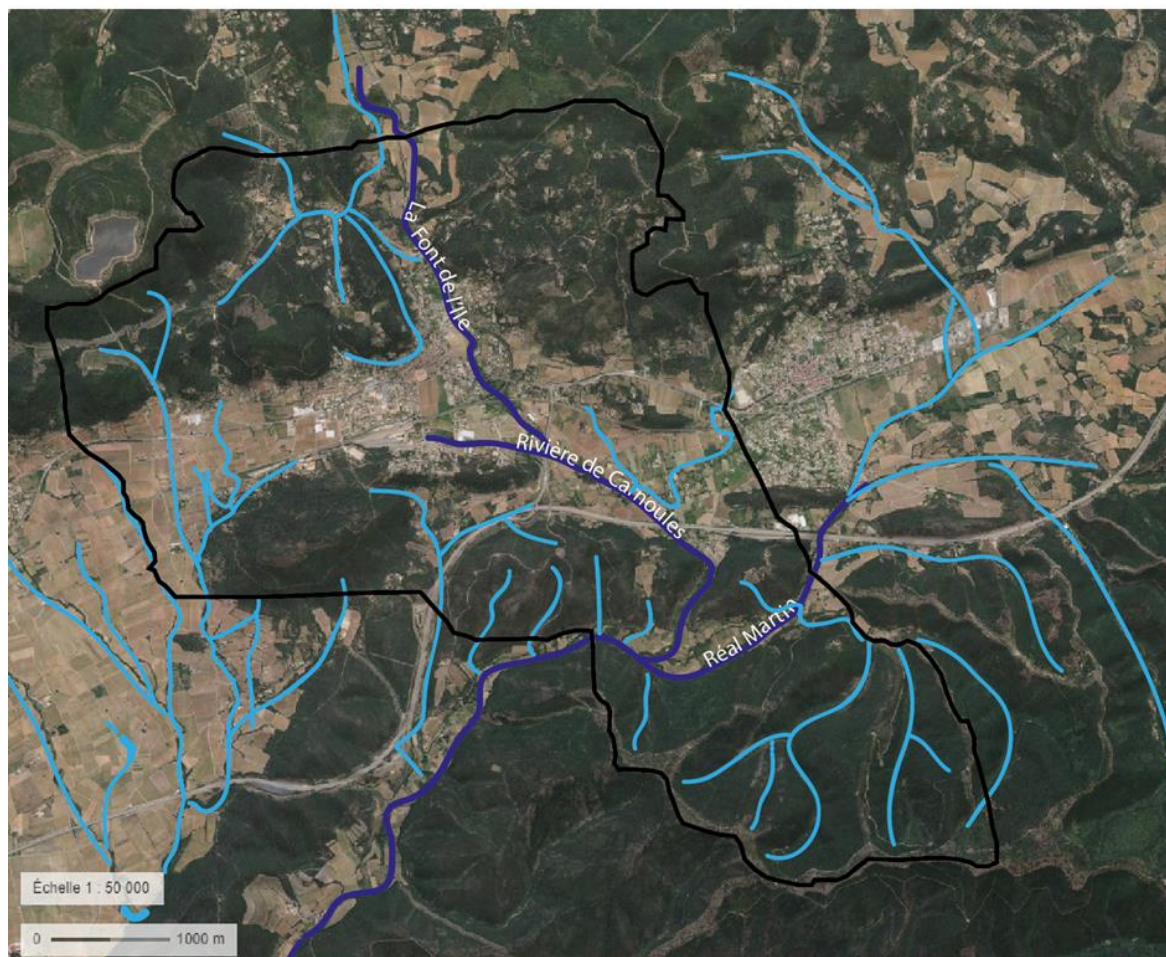 La Font de l'Ile
Rivière de Carnoules
Réal Martin
Échelle 1 : 50 000
0 1000 m